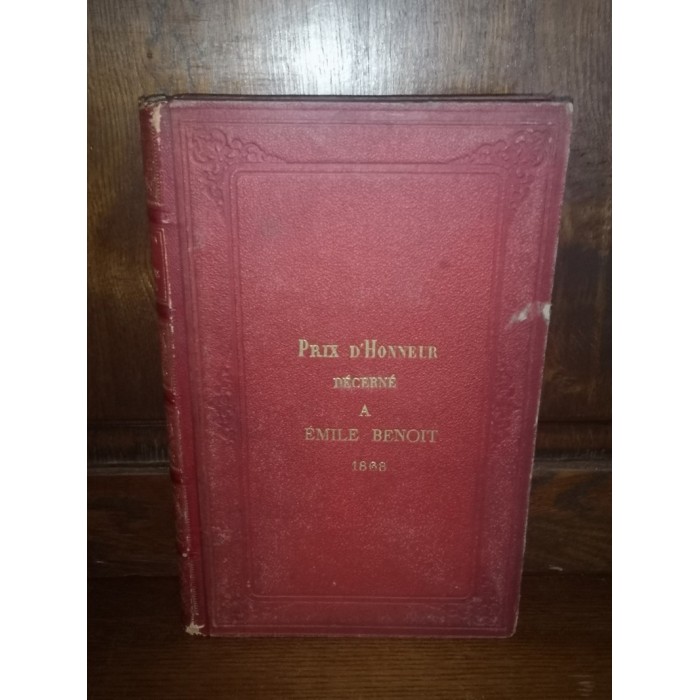 PRIX D'HONNEUR
DÉCERNÉ
A
ÉMILE BENOIT
1868